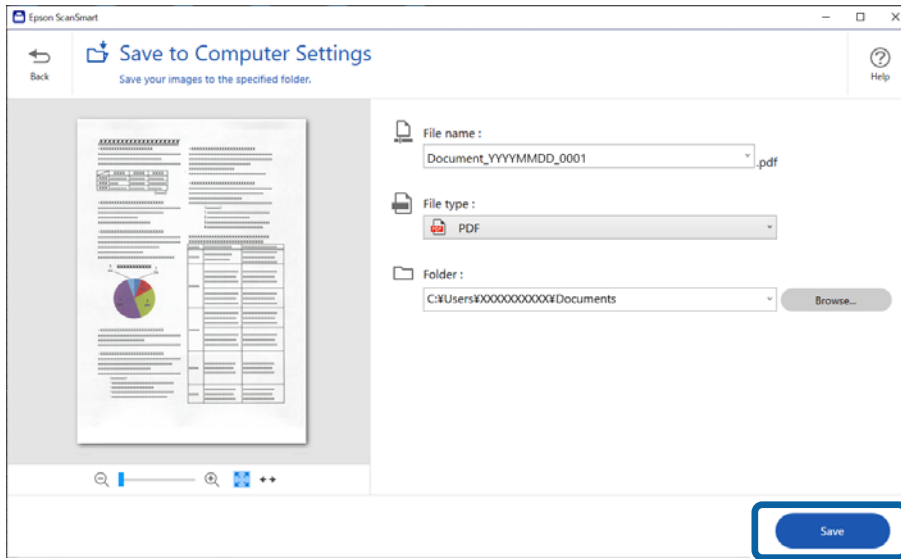 Epson ScanSmart
Back
Save to Computer Settings
Save your images to the specified folder.
Help
File name :
Document_YYYYMMDD_0001
.pdf
File type :
PDF
Folder :
C:¥Users¥XXXXXXXXXXX¥Documents
Browse...
Save